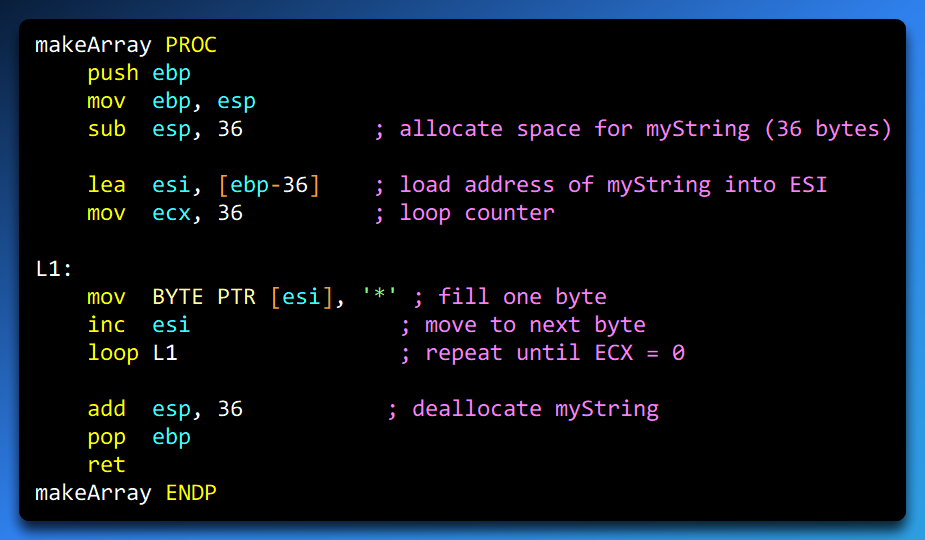 makeArray PROC
    push ebp
    mov  ebp, esp
    sub  esp, 36         ; allocate space for myString (36 bytes)

    lea  esi, [ebp-36]    ; load address of myString into ESI
    mov  ecx, 36          ; loop counter

L1:
    mov  BYTE PTR [esi], '*' ; fill one byte
    inc  esi                ; move to next byte
    loop L1                 ; repeat until ECX = 0

    add  esp, 36           ; deallocate myString
    pop  ebp
    ret
makeArray ENDP